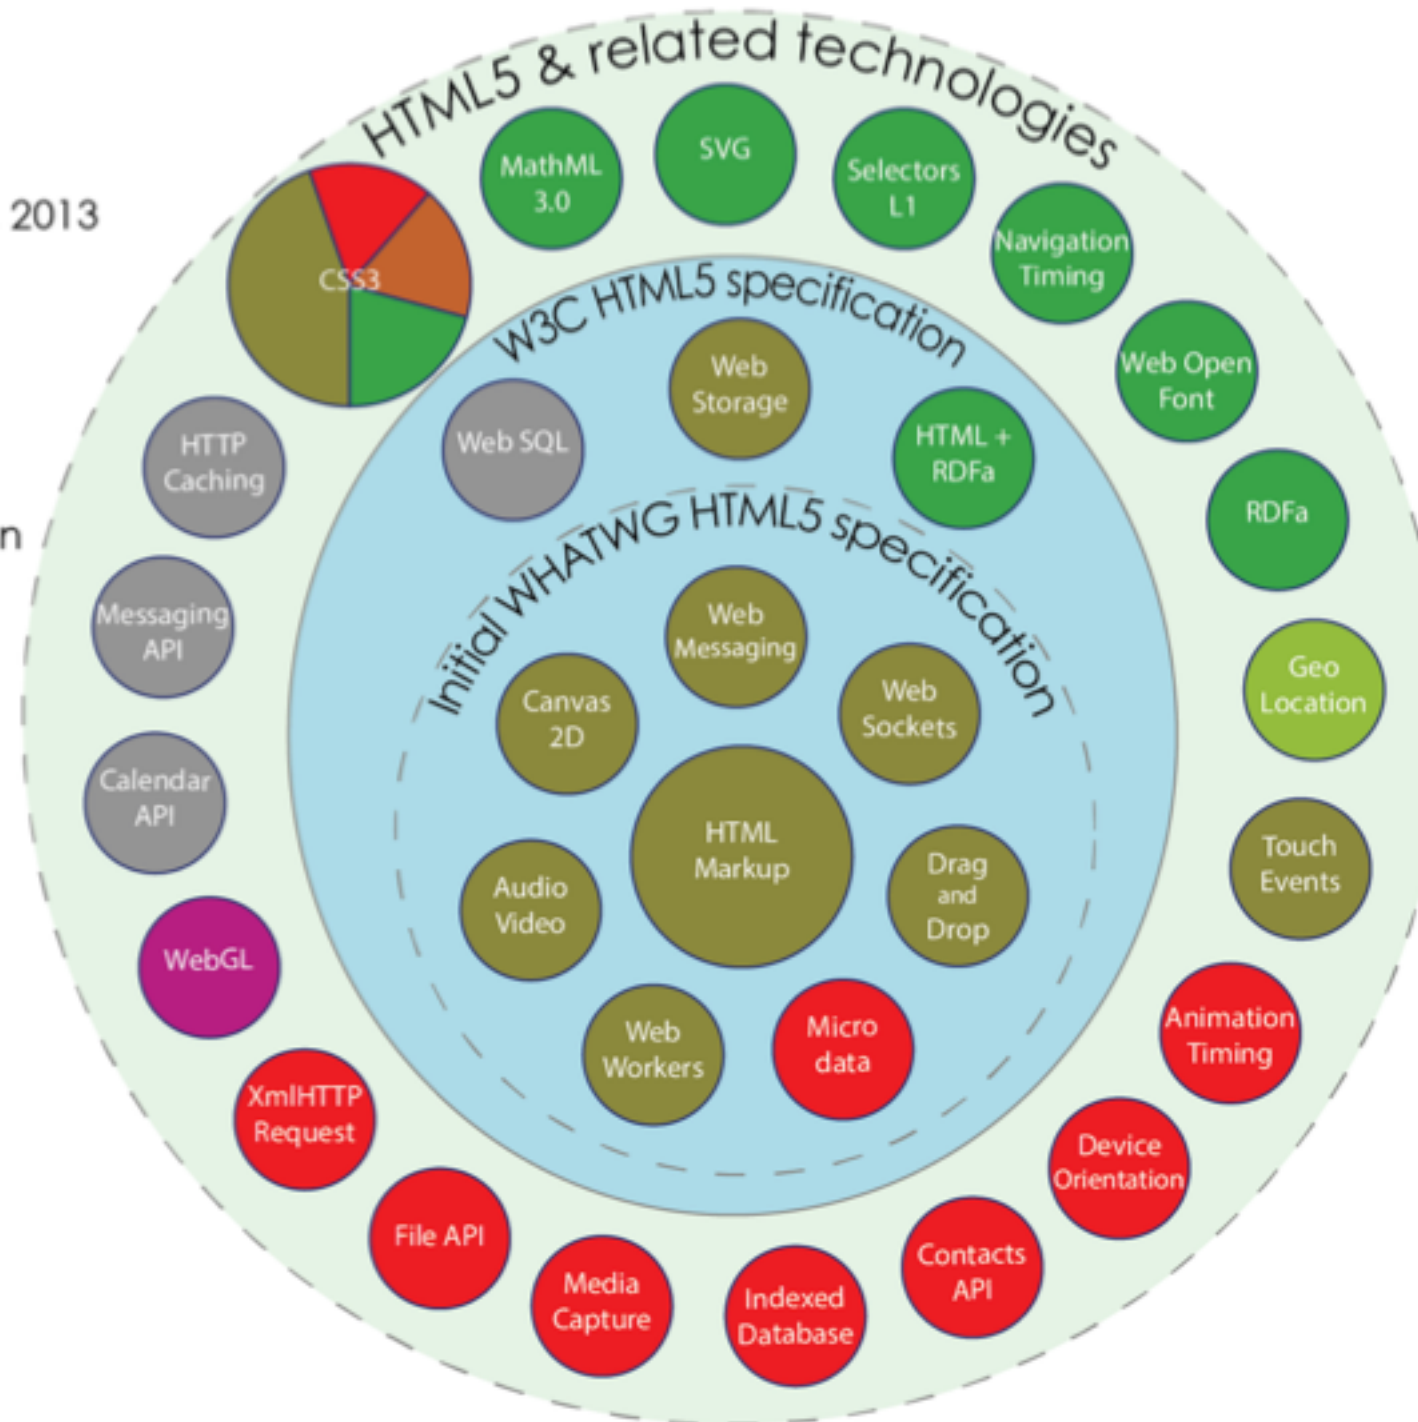 HTML5 & related technologies
2013
n
MathML
3.0
SVG
Selectors
L1
Navigation
Timing
Web Open
Font
RDFa
Geo
Location
Touch
Events
Animation
Timing
Device
Orientation
Contacts
API
Indexed
Database
Media
Capture
File API
XmlHTTP
Request
WebGL
Calendar
API
Messaging
API
HTTP
Caching
CSS3
W3C HTML5 specification
Web SQL
Web
Storage
HTML +
RDFa
Initial WHATWG HTML5 specification
Web
Messaging
Web
Sockets
Canvas
2D
HTML
Markup
Drag
and
Drop
Audio
Video
Web
Workers
Micro
data